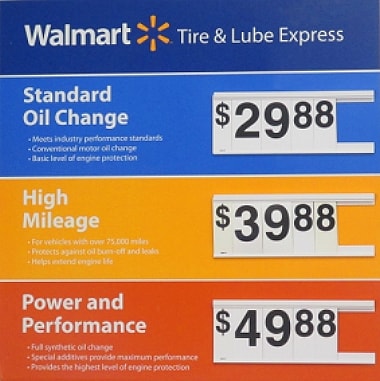 Walmart Tire & Lube Express
Standard
Oil Change
• Meets industry performance standards
• Conventional motor oil change
• Basic level of engine protection
$29 88
High
Mileage
• For vehicles with over 75,000 miles
• Protects against oil burn-off and leaks
• Helps extend engine life
$39 88
Power and
Performance
• Full synthetic oil change
• Special additives provide maximum performance
• Provides the highest level of engine protection
$49 88